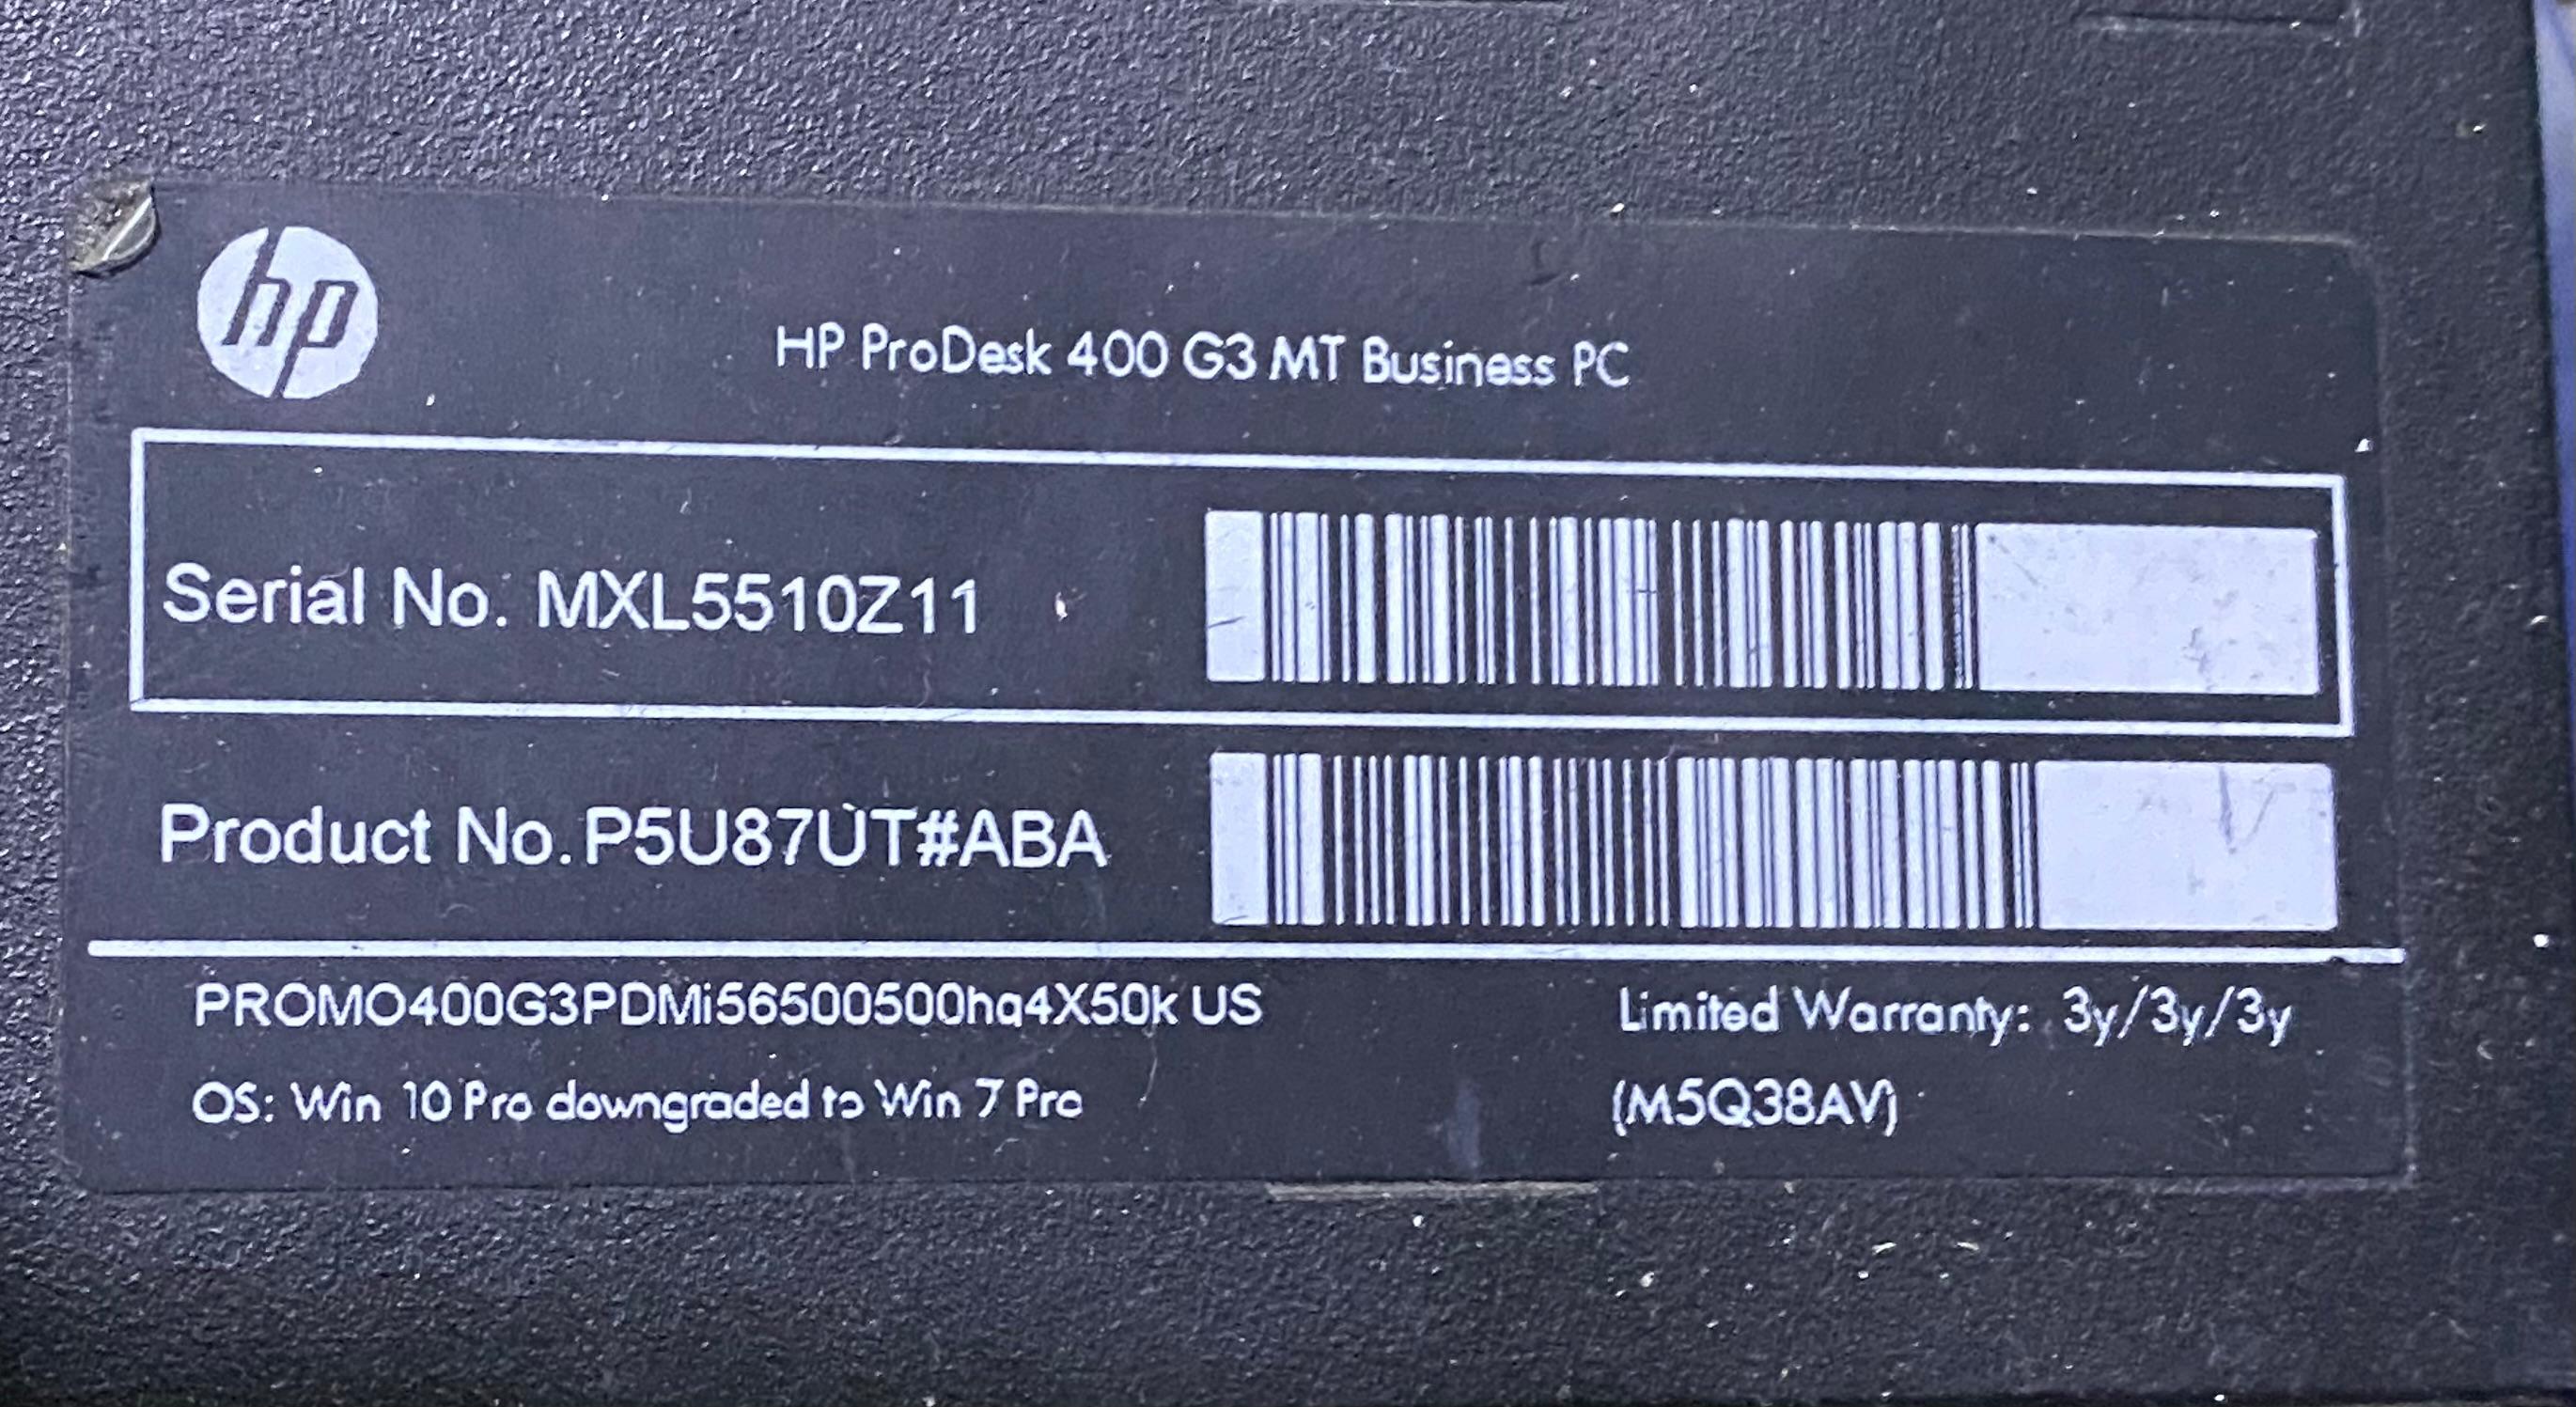 hp
HP ProDesk 400 G3 MT Business PC
Serial No. MXL5510Z11
Product No. P5U87UT#ABA
PROMO400G3PDMi56500500hq4X50k US
Limited Warranty: 3y/3y/3y
OS: Win 10 Pro downgraded to Win 7 Pro
(M5Q38AV)